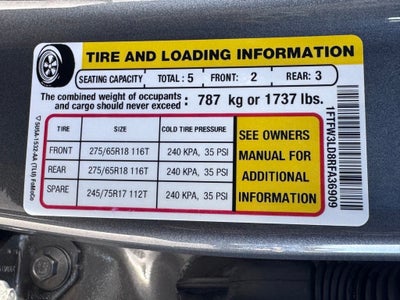 TIRE AND LOADING INFORMATION
SEATING CAPACITY TOTAL : 5 FRONT: 2 REAR: 3
The combined weight of occupants
and cargo should never exceed : 787 kg or 1737 lbs.
TIRE SIZE COLD TIRE PRESSURE
FRONT 275/65R18 116T 240 KPA, 35 PSI
REAR 275/65R18 116T 240 KPA, 35 PSI
SPARE 245/75R17 112T 240 KPA, 35 PSI
SEE OWNERS
MANUAL FOR
ADDITIONAL
INFORMATION
1FTFW3LD8RFA36909